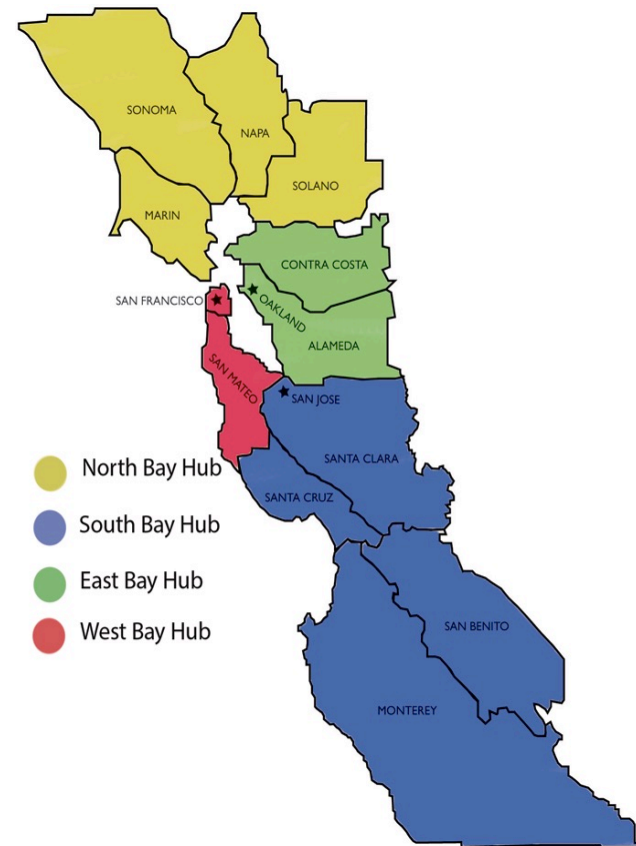 SONOMA
NAPA
SOLANO
MARIN
CONTRA COSTA
SAN FRANCISCO
OAKLAND
ALAMEDA
SAN MATEO
SAN JOSE
SANTA CLARA
SANTA CRUZ
North Bay Hub
South Bay Hub
East Bay Hub
West Bay Hub
SAN BENITO
MONTEREY